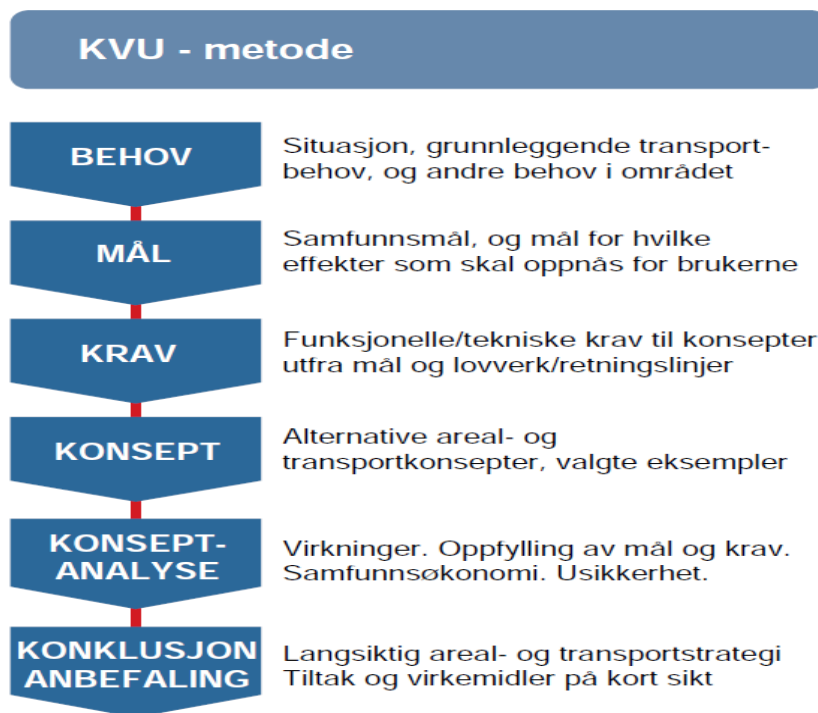 KVU - metode
BEHOV
Situasjon, grunnleggende transport-
behov, og andre behov i området
MÅL
Samfunnsmål, og mål for hvilke
effekter som skal oppnås for brukerne
KRAV
Funksjonelle/tekniske krav til konsepter
utfra mål og lovverk/retningslinjer
KONSEPT
Alternative areal- og
transportkonsepter, valgte eksempler
KONSEPT-
ANALYSE
Virkninger. Oppfylling av mål og krav.
Samfunnsøkonomi. Usikkerhet.
KONKLUSJON
ANBEFALING
Langsiktig areal- og transportstrategi
Tiltak og virkemidler på kort sikt